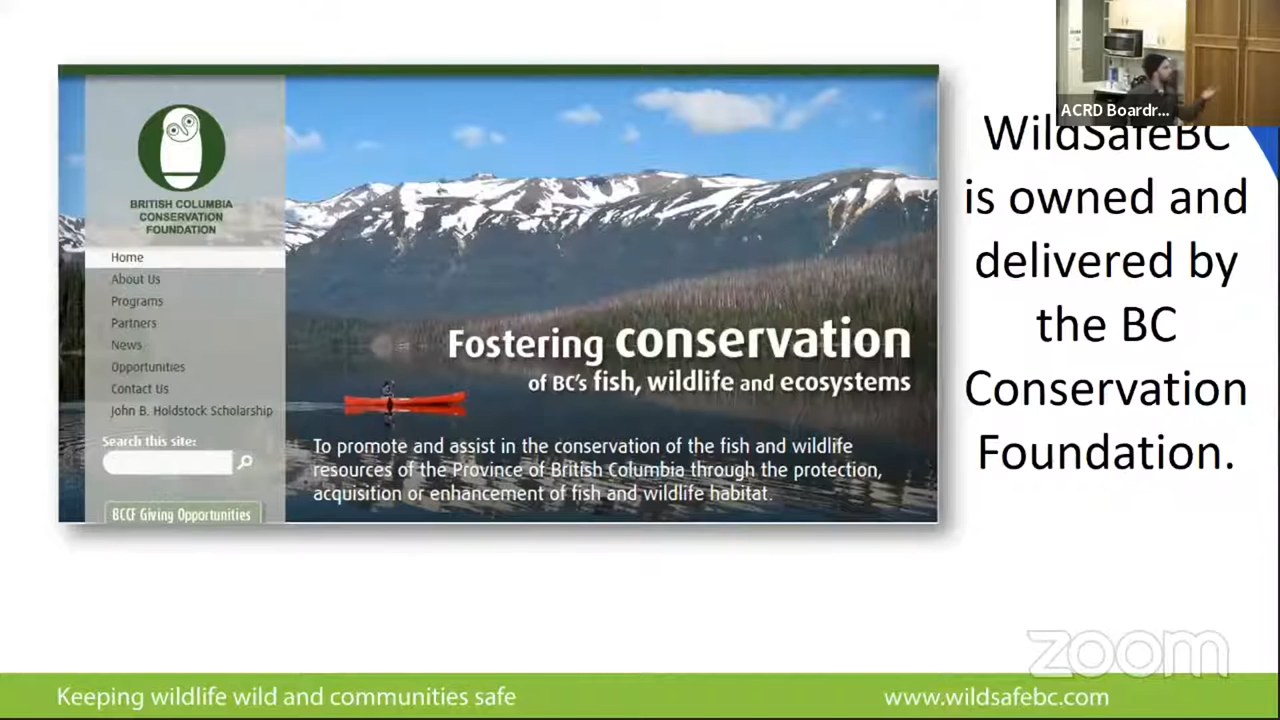 BRITISH COLUMBIA
CONSERVATION
FOUNDATION
Home
About Us
Programs
Partners
News
Opportunities
Contact Us
John B. Holdstock Scholarship
Search this site:
BCCF Giving Opportunities
Fostering conservation
of BC's fish, wildlife and ecosystems
To promote and assist in the conservation of the fish and wildlife
resources of the Province of British Columbia through the protection,
acquisition or enhancement of fish and wildlife habitat.
ACRD Boardr...
WildSafeBC
is owned and
delivered by
the BC
Conservation
Foundation.
zoom
Keeping wildlife wild and communities safe
www.wildsafebc.com